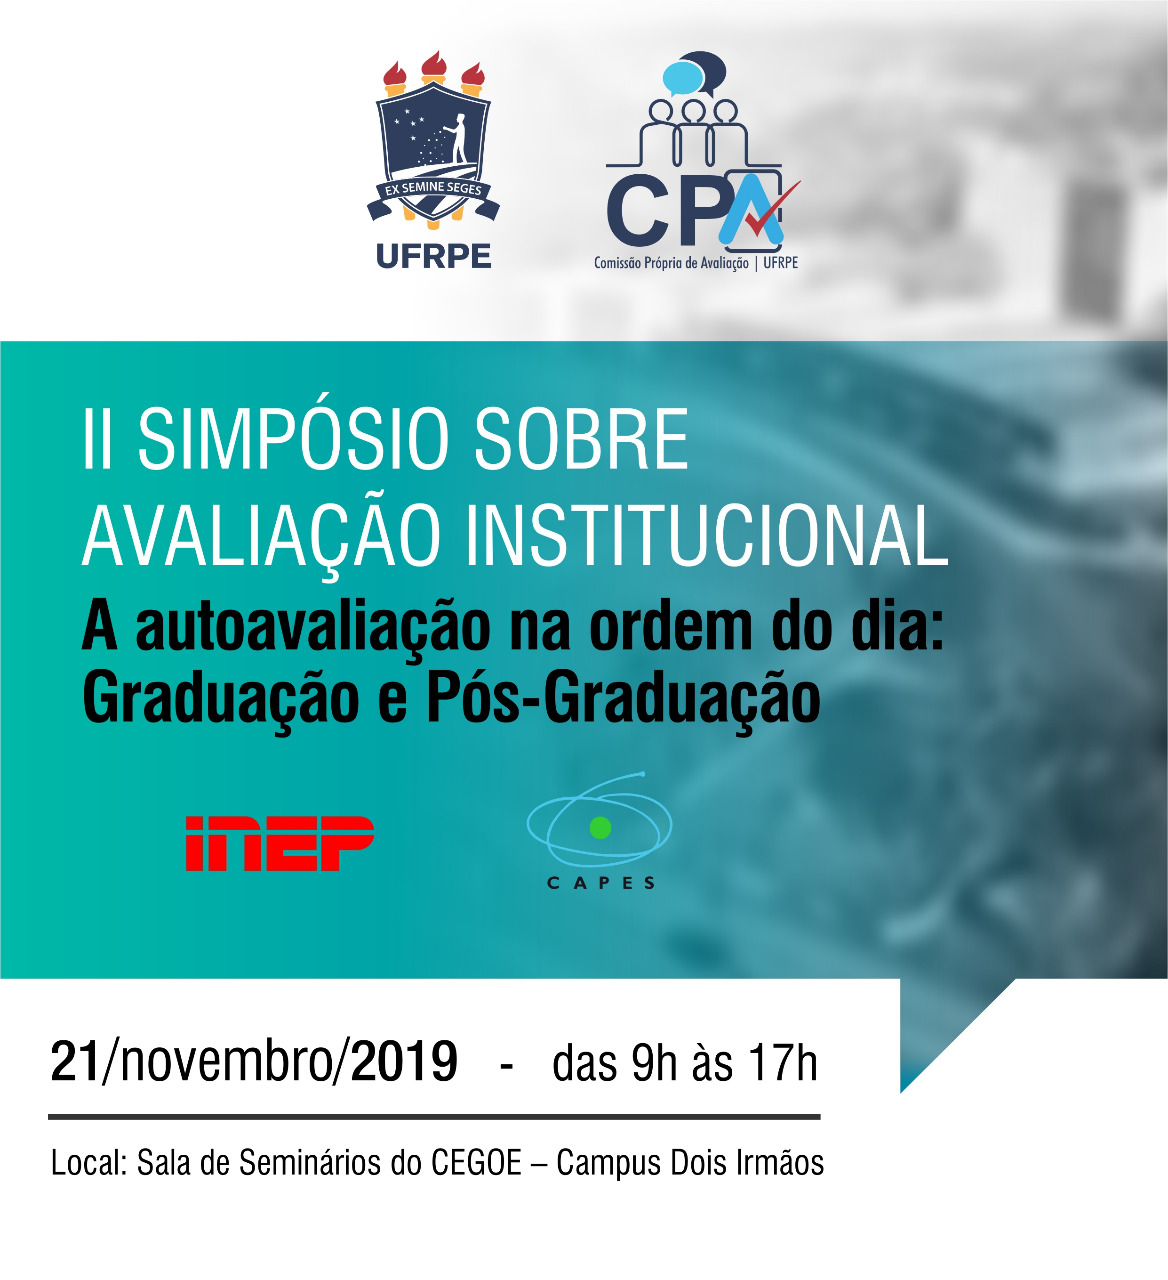 EX SEMINE SEGES
UFRPE
CPA
Comissão Própria de Avaliação | UFRPE
II SIMPÓSIO SOBRE
AVALIAÇÃO INSTITUCIONAL
A autoavaliação na ordem do dia:
Graduação e Pós-Graduação
INEP
CAPES
21/novembro/2019 - das 9h às 17h
Local: Sala de Seminários do CEGOE – Campus Dois Irmãos